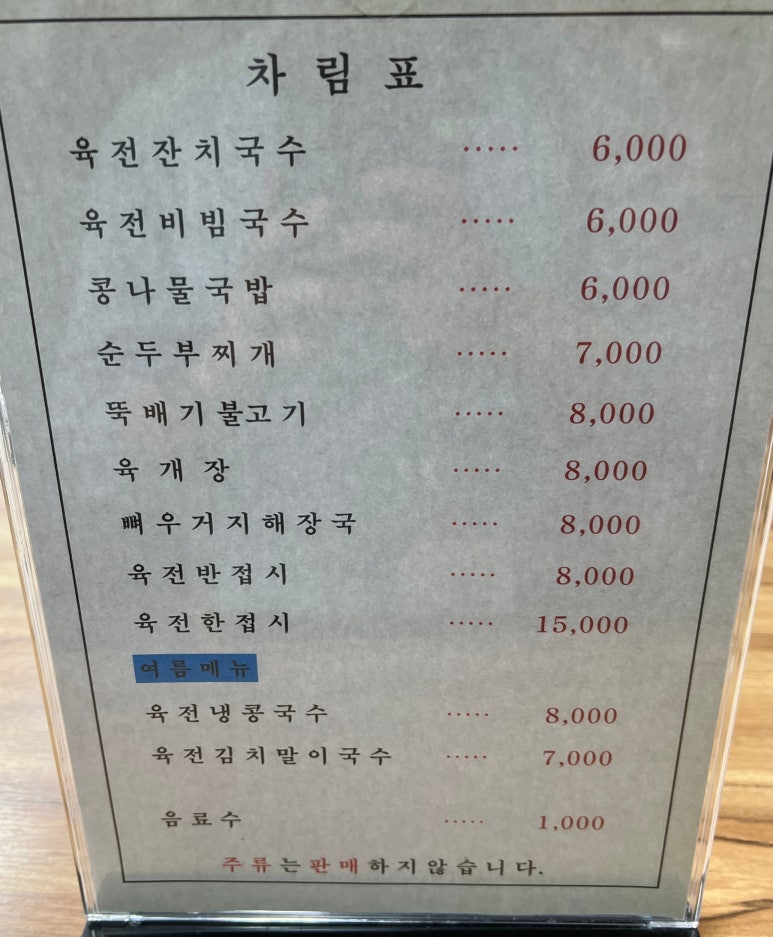 차림표
육전잔치국수 ..... 6,000
육전비빔국수 ..... 6,000
콩나물국밥 ..... 6,000
순두부찌개 ..... 7,000
뚝배기불고기 ..... 8,000
육개장 ..... 8,000
뼈우거지해장국 ..... 8,000
육전반접시 ..... 8,000
육전한접시 ..... 15,000
여름메뉴
육전냉콩국수 ..... 8,000
육전김치말이국수 ..... 7,000
음료수 ..... 1,000
주류는판매하지않습니다.